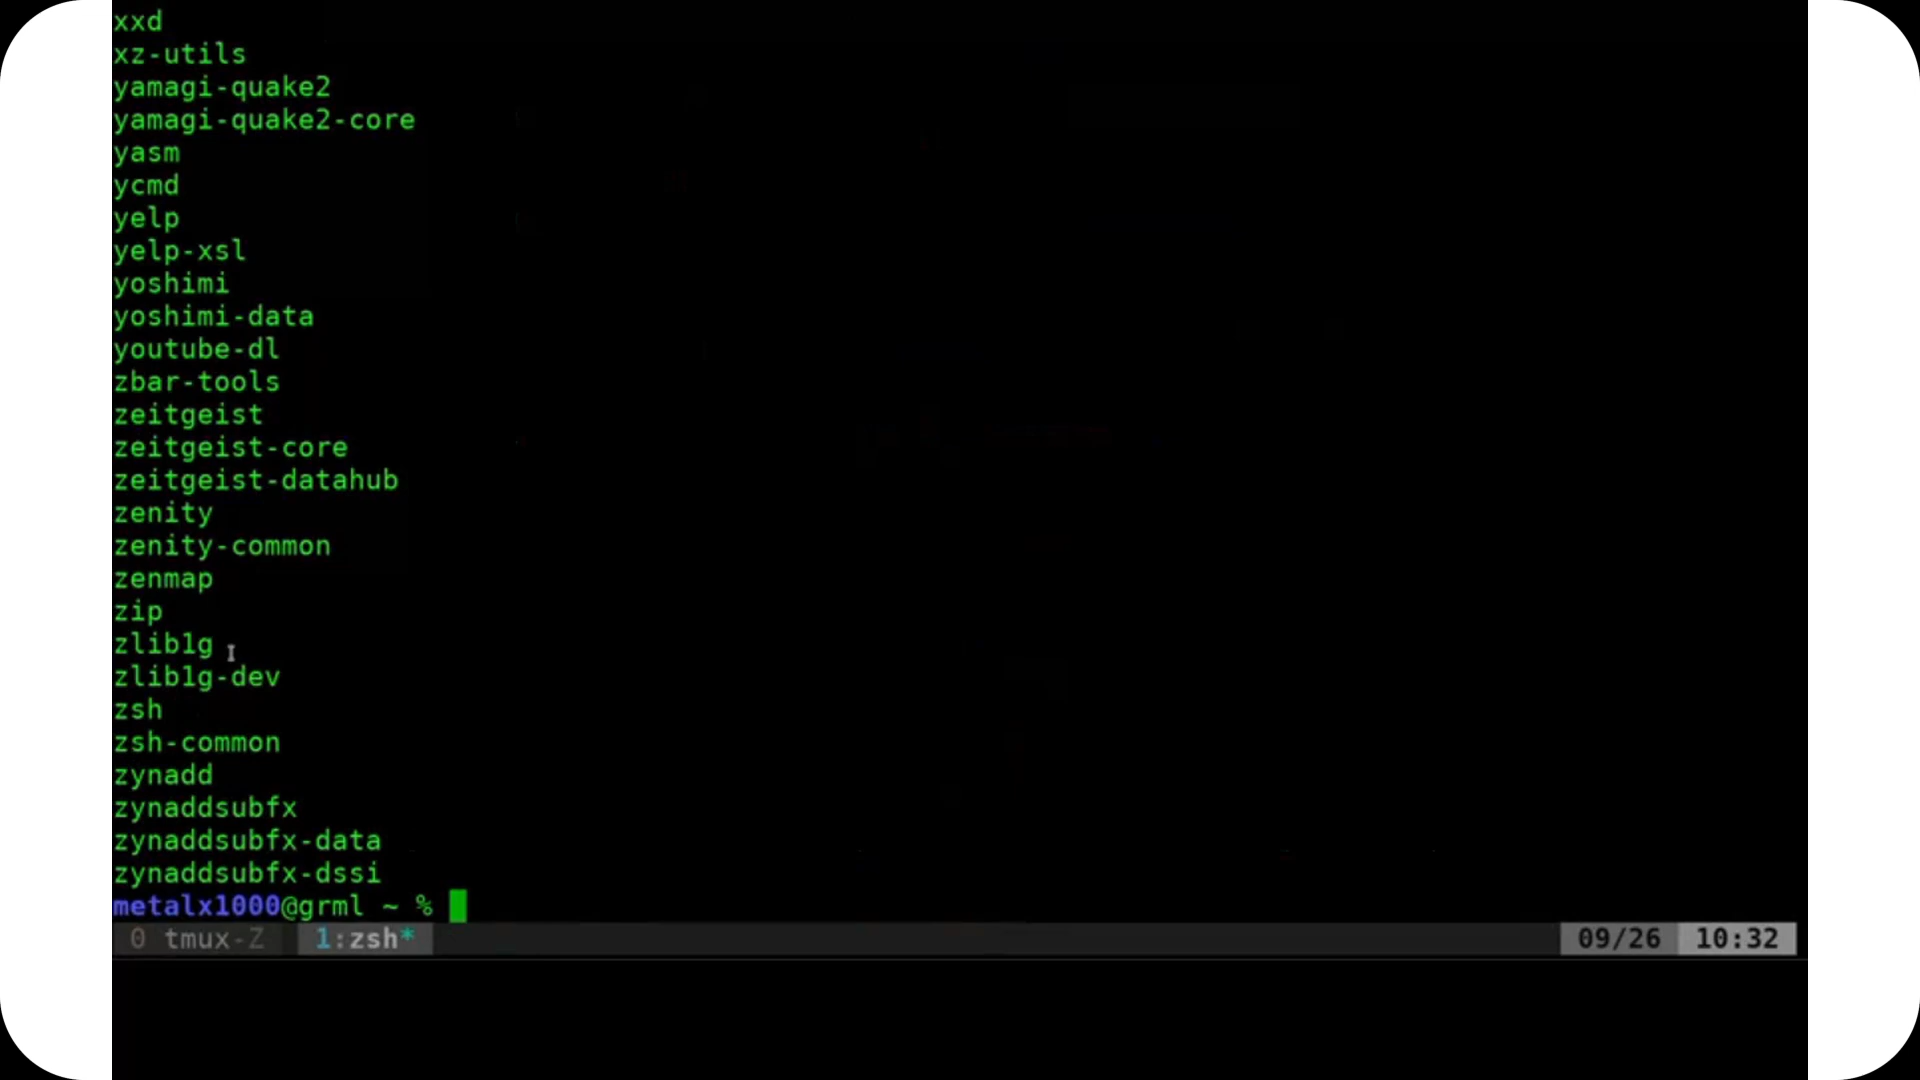 xxd
xz-utils
yamagi-quake2
yamagi-quake2-core
yasm
ycmd
yelp
yelp-xsl
yoshimi
yoshimi-data
youtube-dl
zbar-tools
zeitgeist
zeitgeist-core
zeitgeist-datahub
zenity
zenity-common
zenmap
zip
zlib1g
zlib1g-dev
zsh
zsh-common
zynadd
zynaddsubfx
zynaddsubfx-data
zynaddsubfx-dssi
metalx1000@grml ~ %
0 tmux-Z 1:zsh* 09/26 10:32